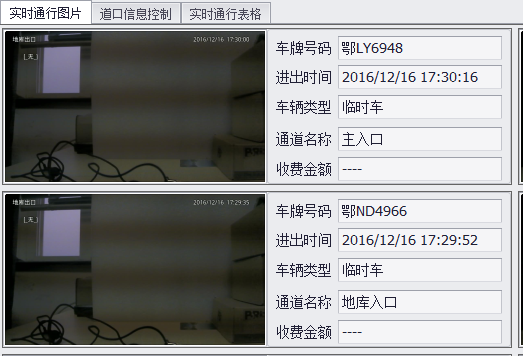 实时通行图片 道口信息控制 实时通行表格
地库出口 2016/12/16 17:30:00
[_无_]
车牌号码 鄂LY6948
进出时间 2016/12/16 17:30:16
车辆类型 临时车
通道名称 主入口
收费金额 ----
地库出口 2016/12/16 17:29:35
[_无_]
车牌号码 鄂ND4966
进出时间 2016/12/16 17:29:52
车辆类型 临时车
通道名称 地库入口
收费金额 ----